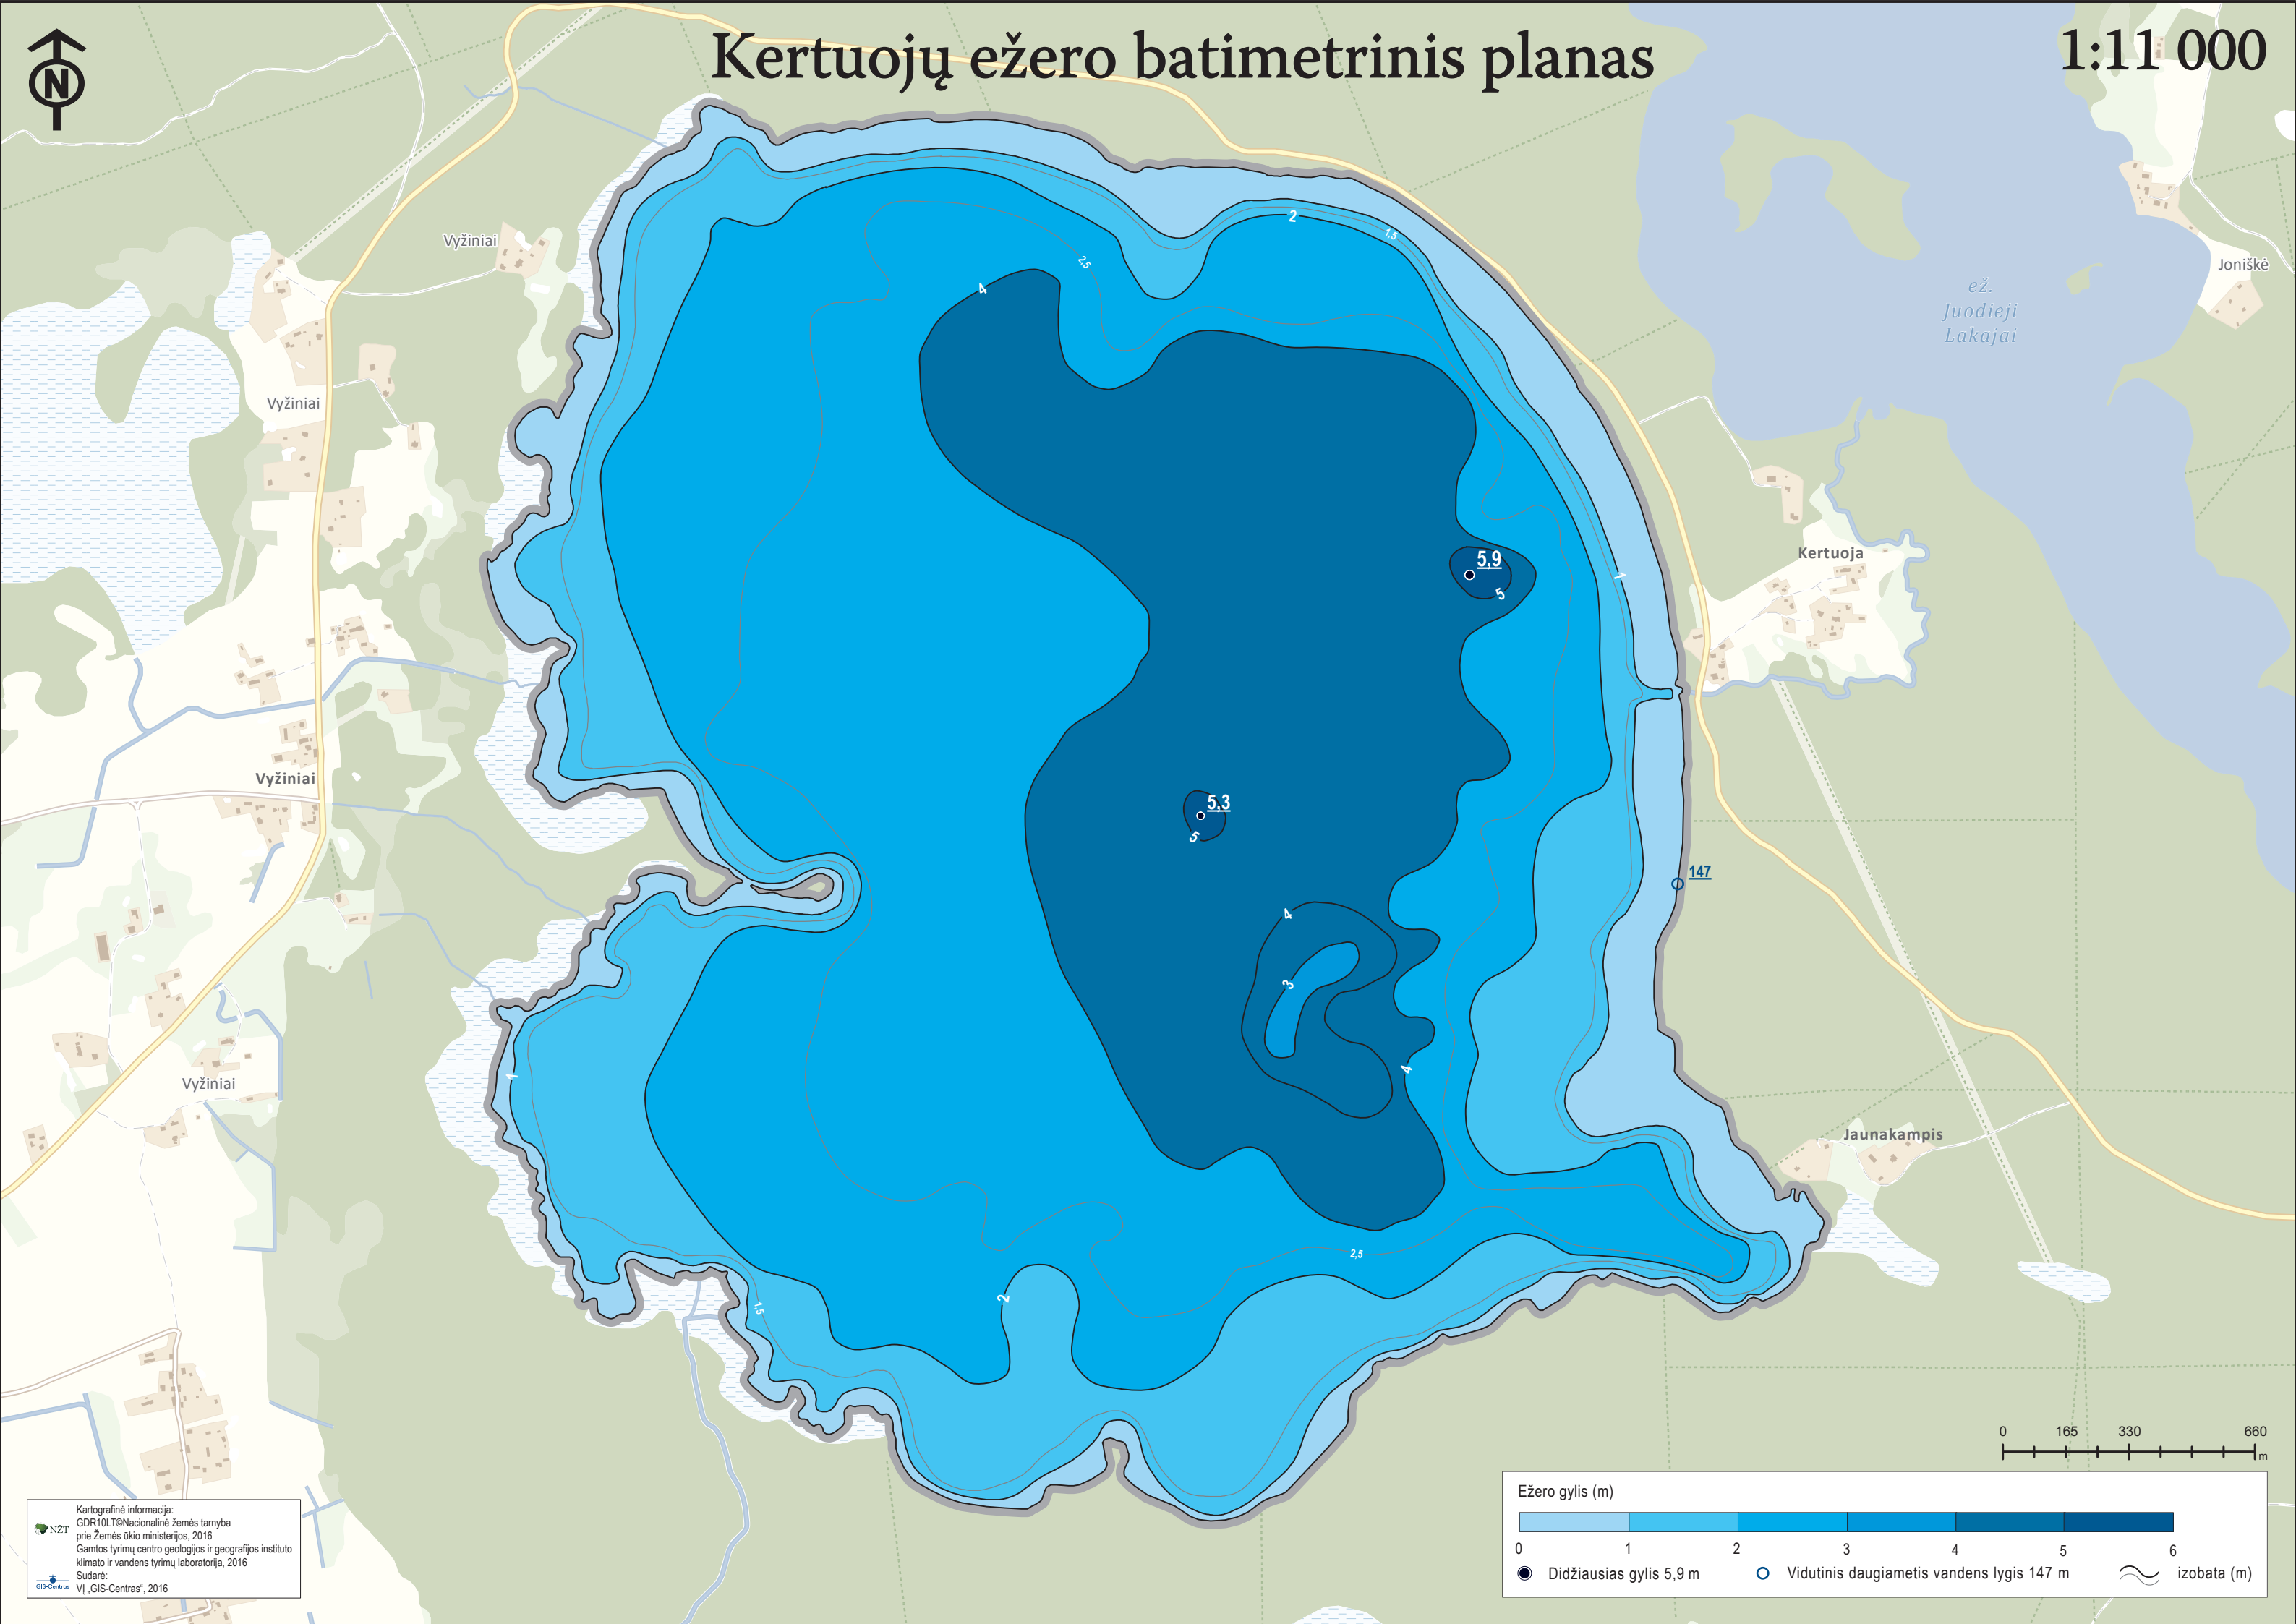 Kertuojų ežero batimetrinis planas
1:11 000
N
Vyžiniai
Joniškė
ež.
Juodieji
Lakajai
2
1,5
2,5
4
Vyžiniai
Kertuoja
5,9
5
1
Vyžiniai
5,3
5
147
4
3
4
1
Vyžiniai
Jaunakampis
2,5
2
1,5
0 165 330 660
m
Ežero gylis (m)
0 1 2 3 4 5 6
Didžiausias gylis 5,9 m
Vidutinis daugiametis vandens lygis 147 m
izobata (m)
Kartografinė informacija:
GDR10LT©Nacionalinė žemės tarnyba
prie Žemės ūkio ministerijos, 2016
Gamtos tyrimų centro geologijos ir geografijos instituto
klimato ir vandens tyrimų laboratorija, 2016
Sudarė:
VĮ „GIS-Centras“, 2016
NŽT
GIS-Centras